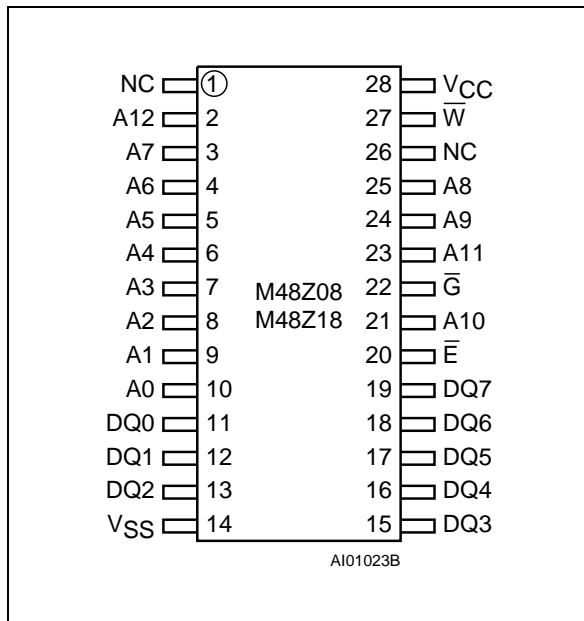 NC 1 28 VCC
A12 2 27 W̅
A7 3 26 NC
A6 4 25 A8
A5 5 24 A9
A4 6 23 A11
A3 7 M48Z08 22 G̅
A2 8 M48Z18 21 A10
A1 9 20 E̅
A0 10 19 DQ7
DQ0 11 18 DQ6
DQ1 12 17 DQ5
DQ2 13 16 DQ4
VSS 14 15 DQ3
AI01023B